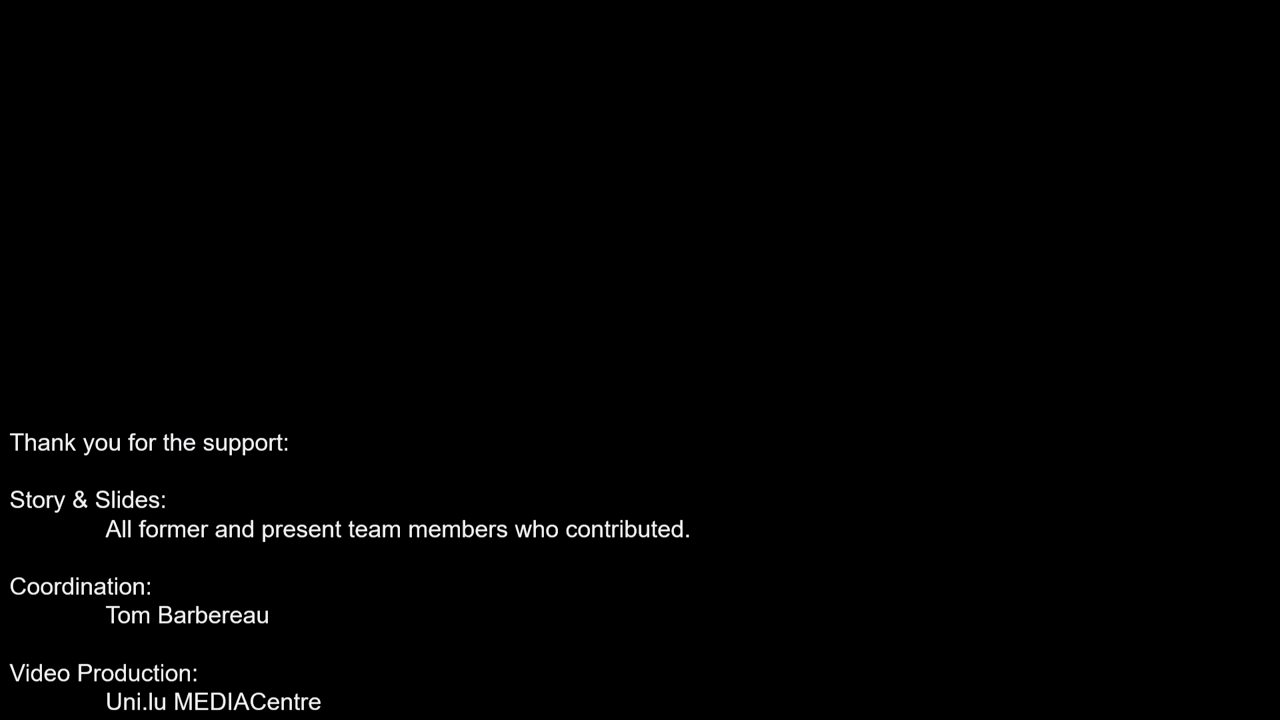 Thank you for the support:
Story & Slides:
All former and present team members who contributed.
Coordination:
Tom Barbereau
Video Production:
Uni.lu MEDIACentre